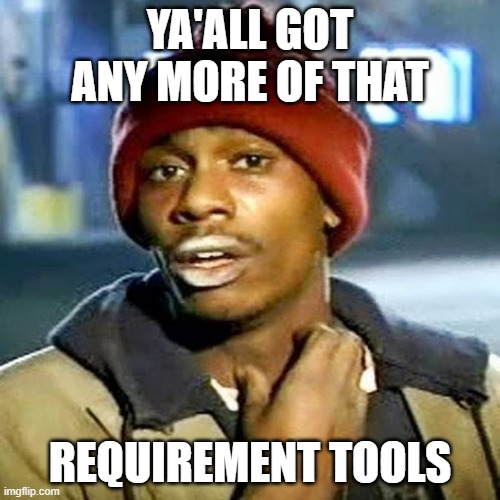 YA'ALL GOT
ANY MORE OF THAT
REQUIREMENT TOOLS
imgflip.com